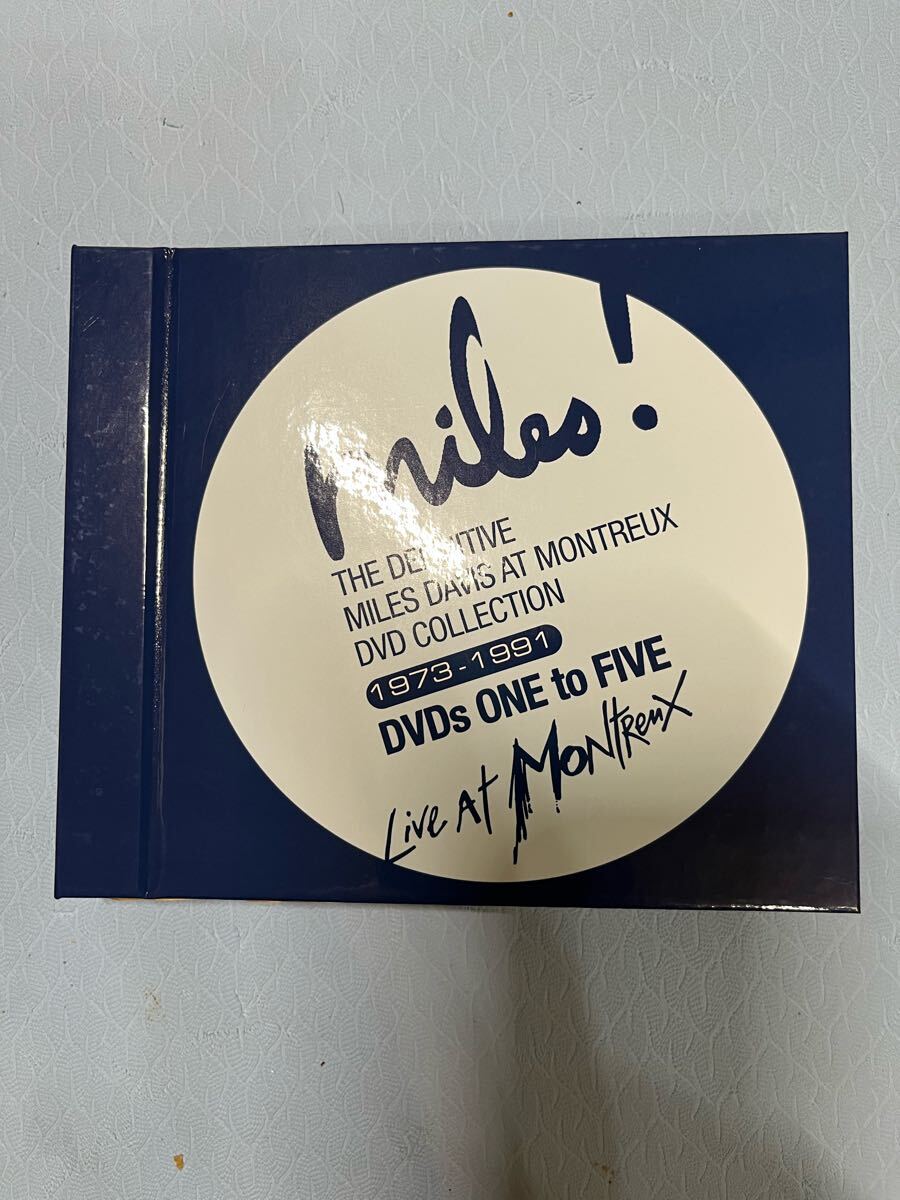 miles!
THE DEFINITIVE
MILES DAVIS AT MONTREUX
DVD COLLECTION
1973-1991
DVDs ONE to FIVE
Live At Montreux